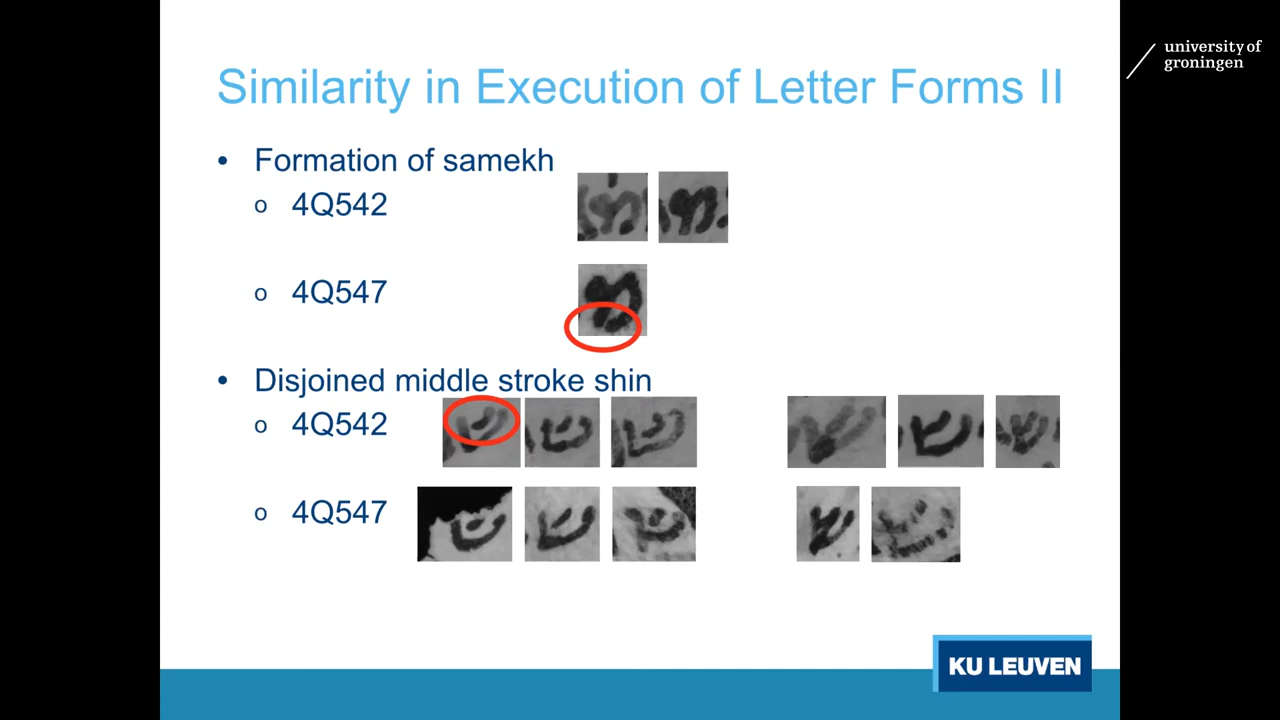 university of
groningen
Similarity in Execution of Letter Forms II
• Formation of samekh
o 4Q542
o 4Q547
• Disjoined middle stroke shin
o 4Q542
o 4Q547
KU LEUVEN